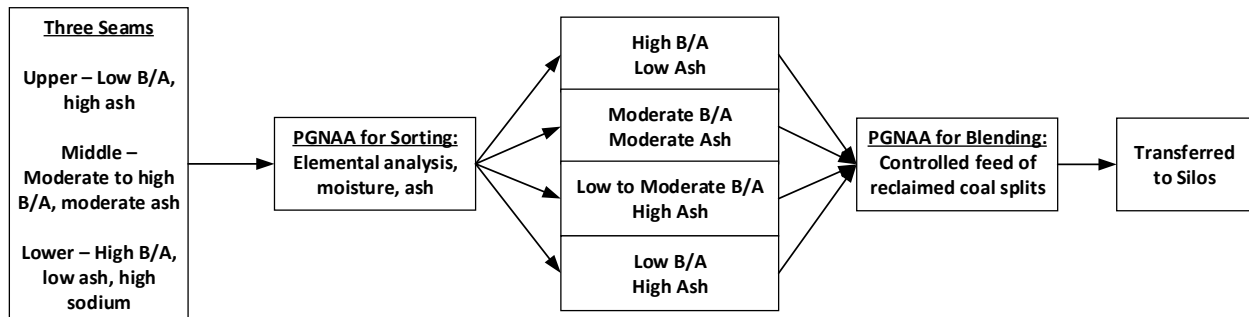 Three Seams
Upper – Low B/A,
high ash
Middle –
Moderate to high
B/A, moderate ash
Lower – High B/A,
low ash, high
sodium
PGNAA for Sorting:
Elemental analysis,
moisture, ash
High B/A
Low Ash
Moderate B/A
Moderate Ash
Low to Moderate B/A
High Ash
Low B/A
High Ash
PGNAA for Blending:
Controlled feed of
reclaimed coal splits
Transferred
to Silos